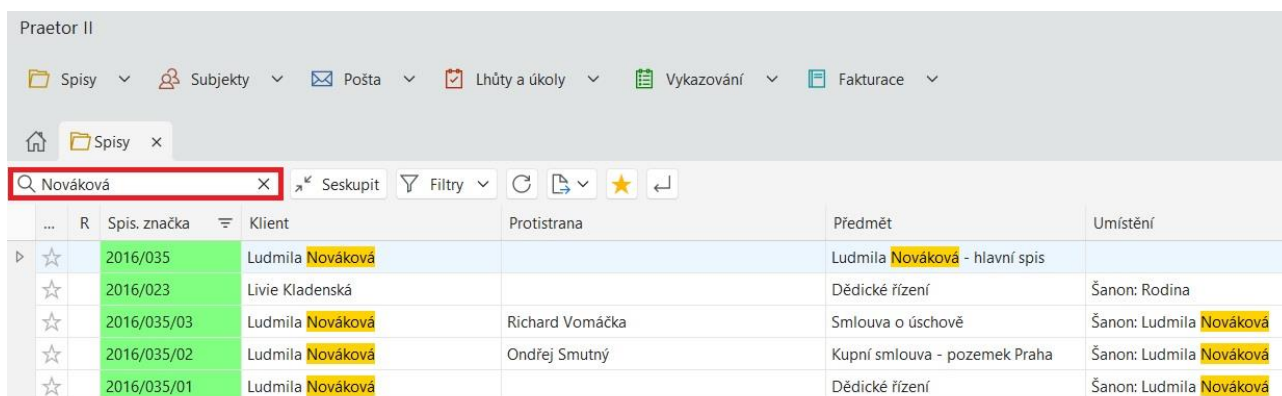 Praetor II
Spisy Subjekty Pošta Lhůty a úkoly Vykazování Fakturace
Spisy
Nováková Seskupit Filtry
... R Spis. značka Klient Protistrana Předmět Umístění
2016/035 Ludmila Nováková Ludmila Nováková - hlavní spis
2016/023 Livie Kladenská Dědické řízení Šanon: Rodina
2016/035/03 Ludmila Nováková Richard Vomáčka Smlouva o úschově Šanon: Ludmila Nováková
2016/035/02 Ludmila Nováková Ondřej Smutný Kupní smlouva - pozemek Praha Šanon: Ludmila Nováková
2016/035/01 Ludmila Nováková Dědické řízení Šanon: Ludmila Nováková